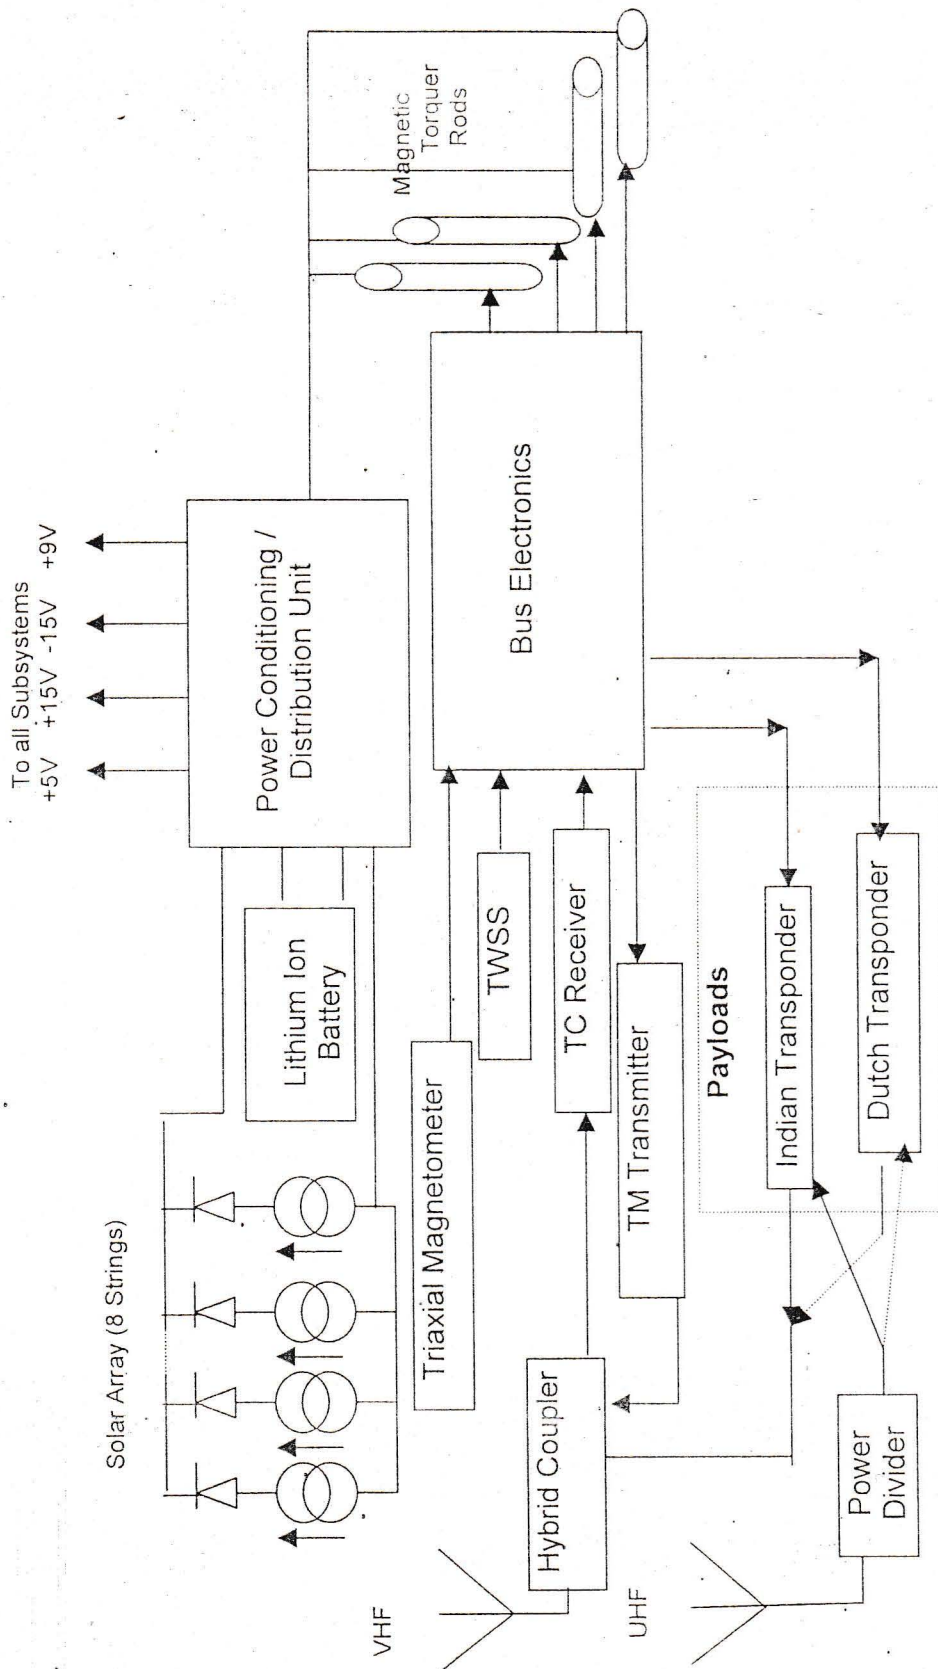 To all Subsystems
+5V +15V -15V +9V
Solar Array (8 Strings)
Lithium Ion
Battery
Power Conditioning /
Distribution Unit
Magnetic
Torquer
Rods
Triaxial Magnetometer
TWSS
Bus Electronics
VHF
Hybrid Coupler
TC Receiver
TM Transmitter
Payloads
UHF
Indian Transponder
Power
Divider
Dutch Transponder